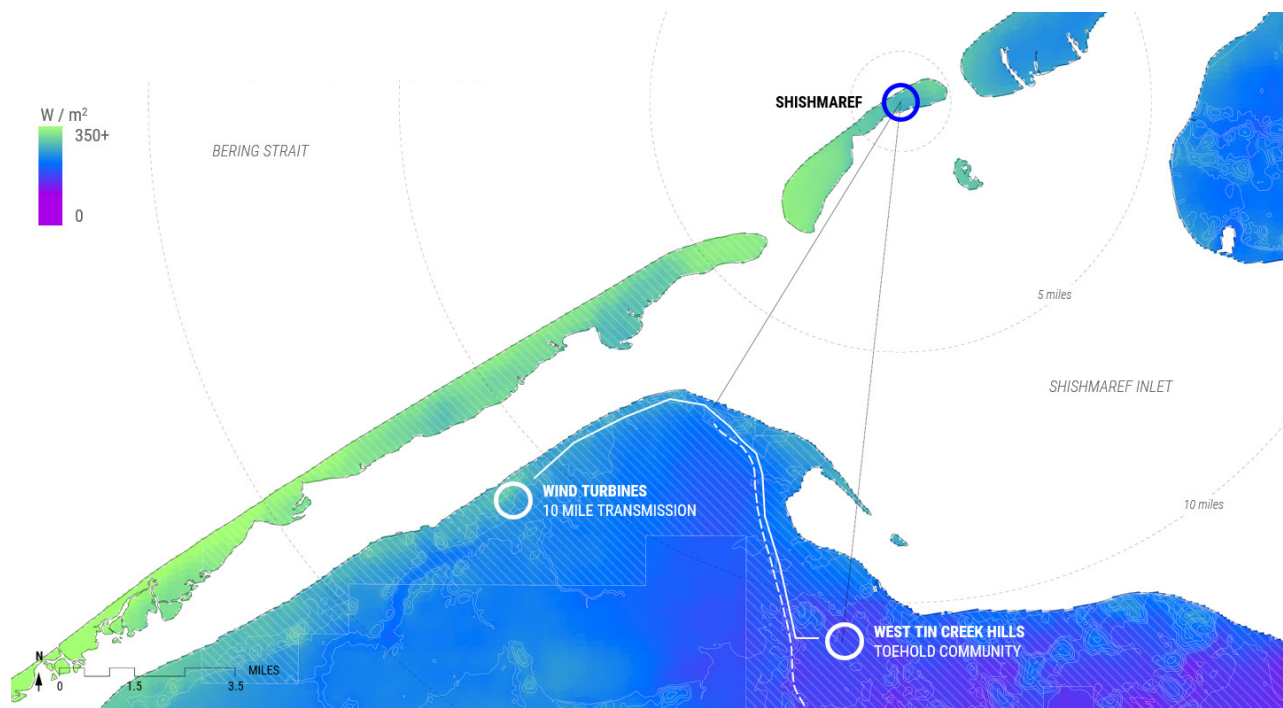 SHISHMAREF
W / m²
350+
0
BERING STRAIT
5 miles
SHISHMAREF INLET
WIND TURBINES
10 MILE TRANSMISSION
10 miles
WEST TIN CREEK HILLS
TOEHOLD COMMUNITY
N
MILES
0
1.5
3.5